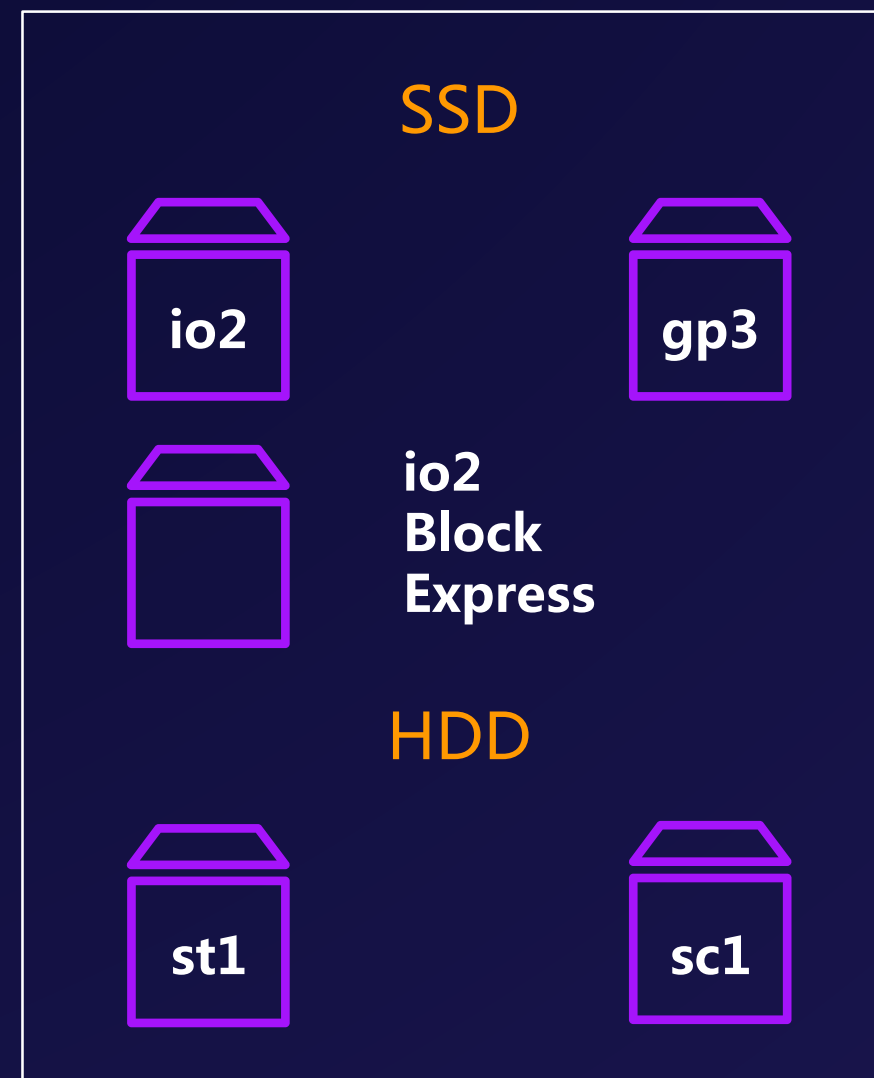 SSD
io2
gp3
io2
Block
Express
HDD
st1
sc1